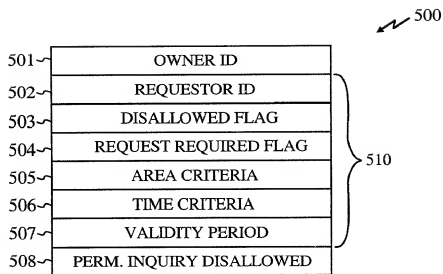 500
501 OWNER ID
502 REQUESTOR ID
503 DISALLOWED FLAG
504 REQUEST REQUIRED FLAG
505 AREA CRITERIA 510
506 TIME CRITERIA
507 VALIDITY PERIOD
508 PERM. INQUIRY DISALLOWED